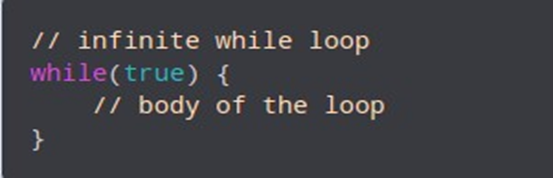 // infinite while loop
while(true) {
    // body of the loop
}